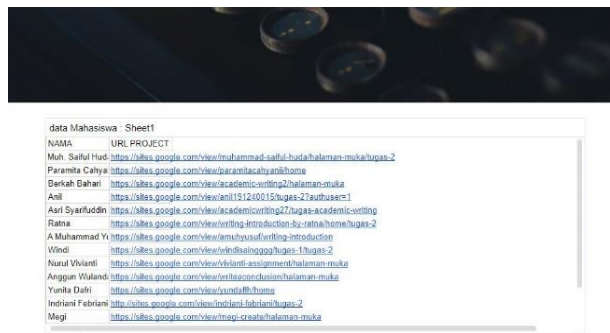 data Mahasiswa : Sheet1
NAMA URL PROJECT
Muh. Saiful Hud https://sites.google.com/view/muhammad-saiful-huda/halaman-muka/tugas-2
Paramita Cahya https://sites.google.com/view/paramitacahyanii/home
Berkah Bahari https://sites.google.com/view/academic-writing2/halaman-muka
Anil https://sites.google.com/view/anil191240015/tugas-2?authuser=1
Asri Syarifuddin https://sites.google.com/view/academicwriting27/tugas-academic-writing
Ratna https://sites.google.com/view/writing-introduction-by-ratna/home/tugas-2
A Muhammad Yu https://sites.google.com/view/amuhyusuf/writing-introduction
Windi https://sites.google.com/view/windisaingggg/tugas-1/tugas-2
Nurul Vivianti https://sites.google.com/view/vivianti-assignment/halaman-muka
Anggun Wulanda https://sites.google.com/view/writeaconclusion/halaman-muka
Yunita Dafri https://sites.google.com/view/yundaffh/home
Indriani Febriani http://sites.google.com/view/indriani-febriani/tugas-2
Megi https://sites.google.com/view/megi-create/halaman-muka